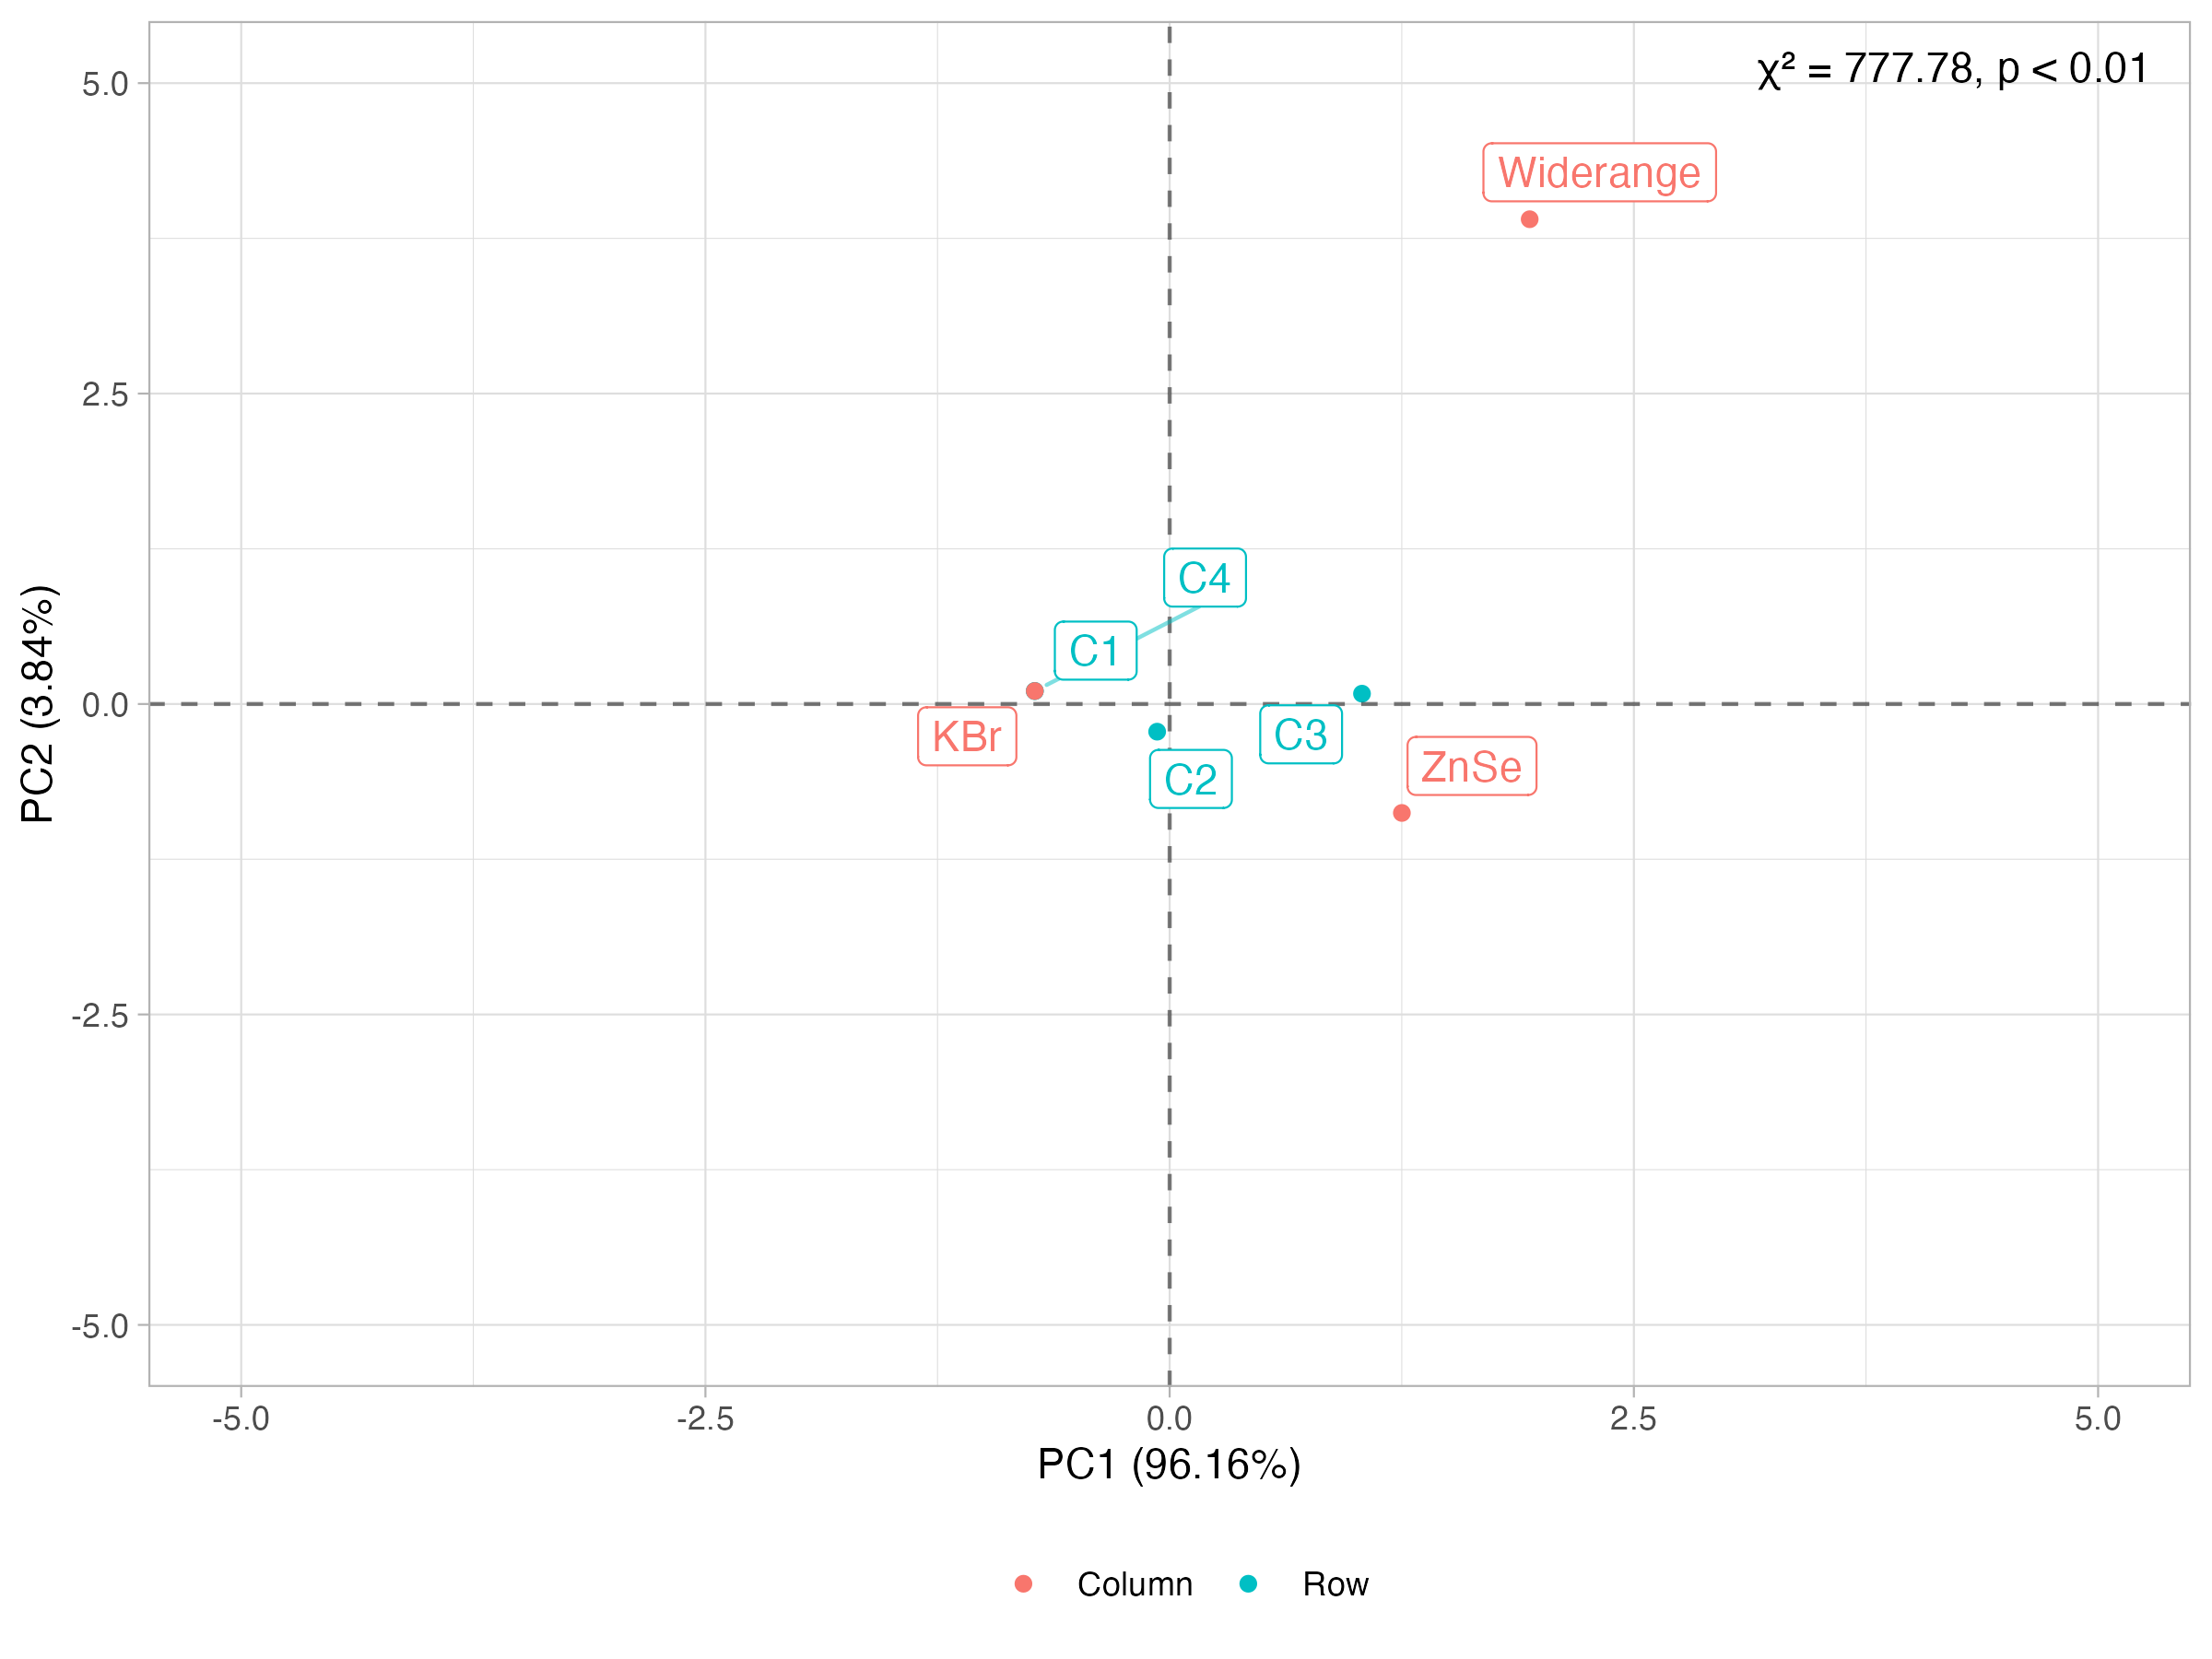 χ² = 777.78, p < 0.01
5.0
Widerange
2.5
C4
C1
0.0
KBr
C3
C2
ZnSe
PC2 (3.84%)
-2.5
-5.0
-5.0 -2.5 0.0 2.5 5.0
PC1 (96.16%)
Column Row